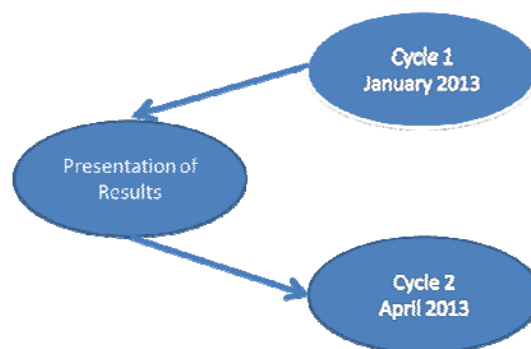 Cycle 1
January 2013
Presentation of
Results
Cycle 2
April 2013